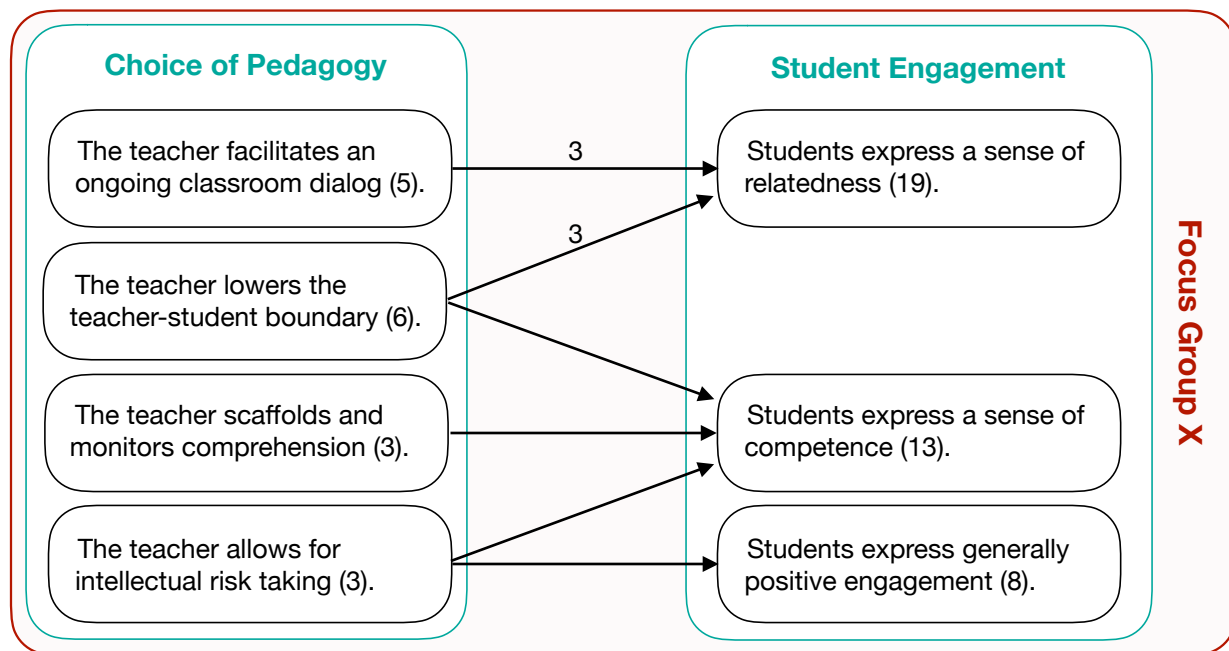 Choice of Pedagogy
The teacher facilitates an
ongoing classroom dialog (5).
The teacher lowers the
teacher-student boundary (6).
The teacher scaffolds and
monitors comprehension (3).
The teacher allows for
intellectual risk taking (3).
3
3
Student Engagement
Students express a sense of
relatedness (19).
Students express a sense of
competence (13).
Students express generally
positive engagement (8).
Focus Group X